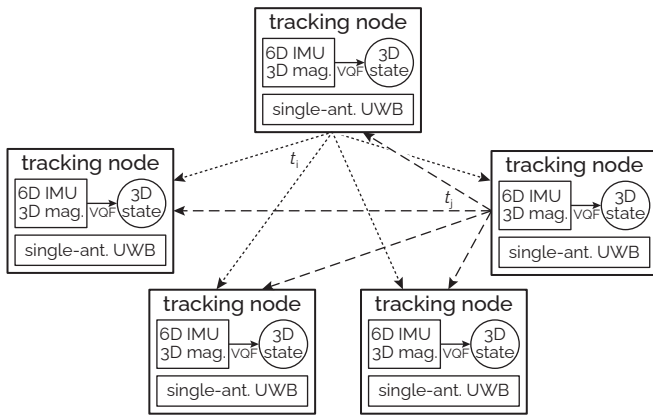 tracking node
6D IMU
3D mag.
VQF
3D
state
single-ant. UWB
t_i
tracking node
6D IMU
3D mag.
VQF
3D
state
single-ant. UWB
t_j
tracking node
6D IMU
3D mag.
VQF
3D
state
single-ant. UWB
tracking node
6D IMU
3D mag.
VQF
3D
state
single-ant. UWB
tracking node
6D IMU
3D mag.
VQF
3D
state
single-ant. UWB